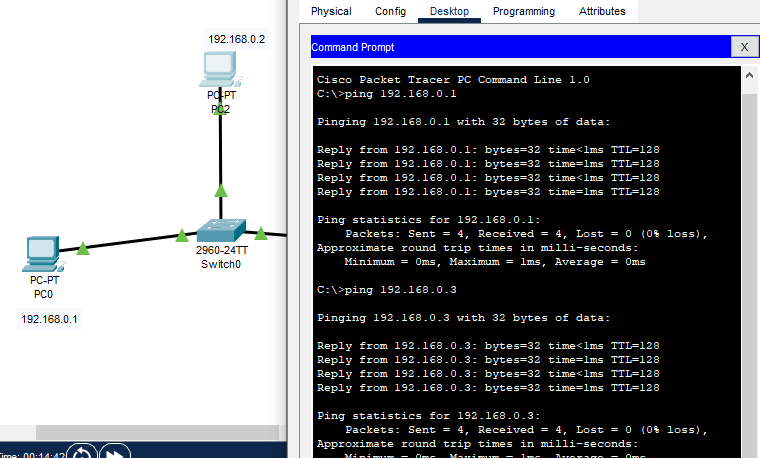 Physical Config Desktop Programming Attributes
Command Prompt X
192.168.0.2
PC-PT
PC2
2960-24TT
Switch0
PC-PT
PC0
192.168.0.1
Time: 00:14:42
Cisco Packet Tracer PC Command Line 1.0
C:\>ping 192.168.0.1
Pinging 192.168.0.1 with 32 bytes of data:
Reply from 192.168.0.1: bytes=32 time<1ms TTL=128
Reply from 192.168.0.1: bytes=32 time=1ms TTL=128
Reply from 192.168.0.1: bytes=32 time<1ms TTL=128
Reply from 192.168.0.1: bytes=32 time=1ms TTL=128
Ping statistics for 192.168.0.1:
Packets: Sent = 4, Received = 4, Lost = 0 (0% loss),
Approximate round trip times in milli-seconds:
Minimum = 0ms, Maximum = 1ms, Average = 0ms
C:\>ping 192.168.0.3
Pinging 192.168.0.3 with 32 bytes of data:
Reply from 192.168.0.3: bytes=32 time<1ms TTL=128
Reply from 192.168.0.3: bytes=32 time=1ms TTL=128
Reply from 192.168.0.3: bytes=32 time<1ms TTL=128
Reply from 192.168.0.3: bytes=32 time=1ms TTL=128
Ping statistics for 192.168.0.3:
Packets: Sent = 4, Received = 4, Lost = 0 (0% loss),
Approximate round trip times in milli-seconds:
Minimum = 0ms, Maximum = 1ms, Average = 0ms